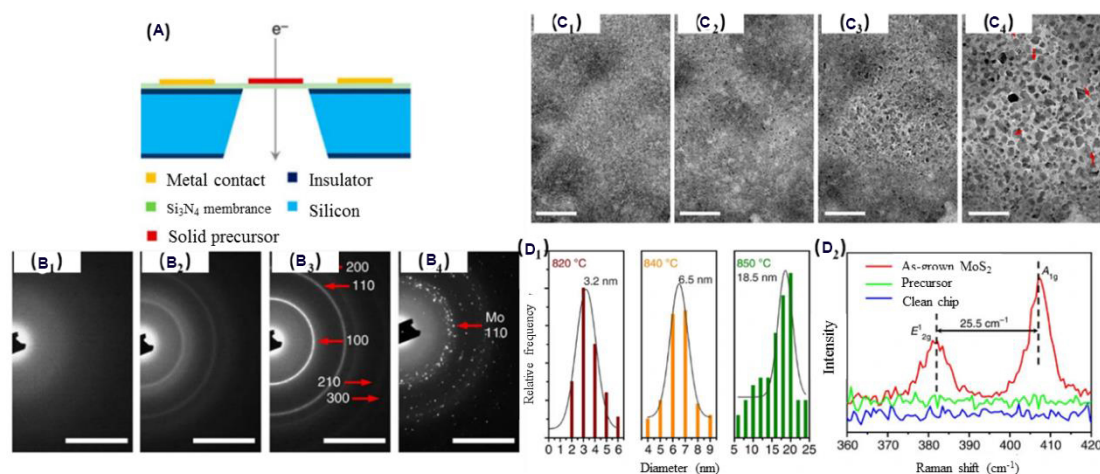 (A)
e⁻
Metal contact
Insulator
Si₃N₄ membrance
Silicon
Solid precursor
(B₁)
(B₂)
(B₃)
200
110
100
210
300
(B₄)
Mo
110
(C₁)
(C₂)
(C₃)
(C₄)
(D₁)
Relative frequency
820 °C
3.2 nm
0 1 2 3 4 5 6
840 °C
6.5 nm
4 5 6 7 8 9
850 °C
18.5 nm
5 10 15 20 25
Diameter (nm)
(D₂)
Intensity
As-grown MoS₂
Precursor
Clean chip
A₁g
E¹₂g
25.5 cm⁻¹
360 380 400 420
Raman shift (cm⁻¹)